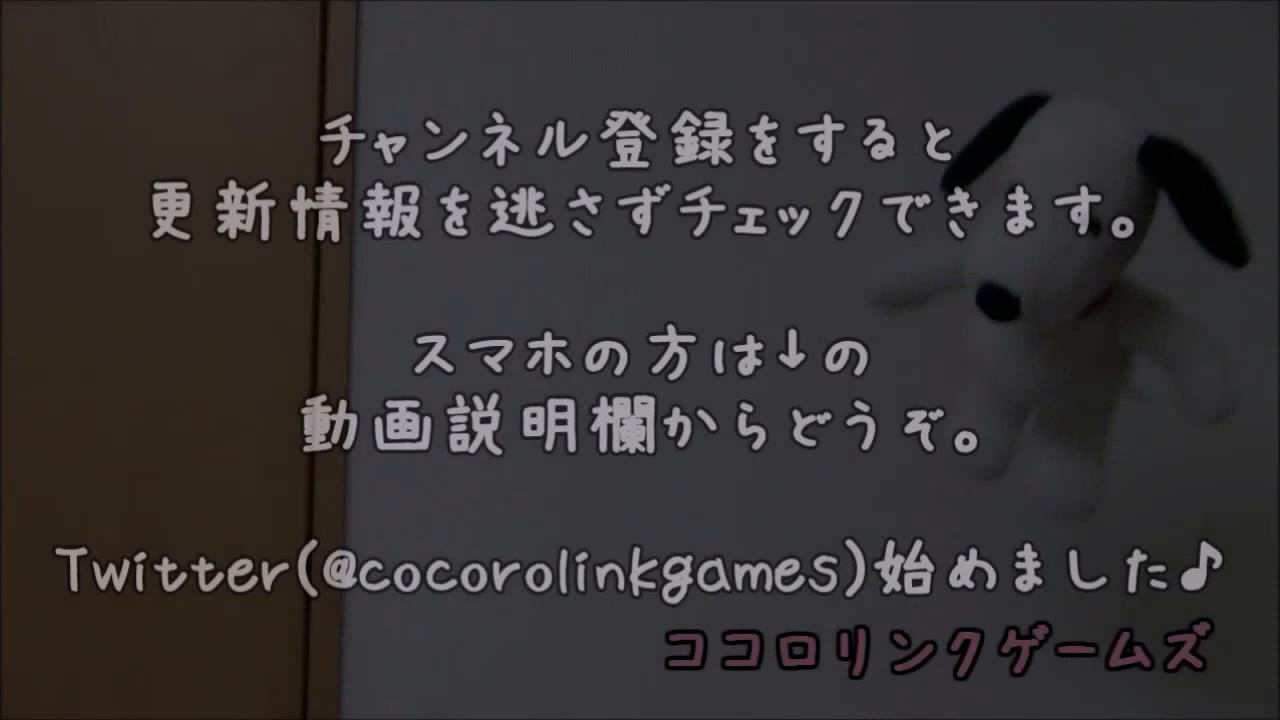 チャンネル登録をすると
更新情報を逃さずチェックできます。
スマホの方は↓の
動画説明欄からどうぞ。
Twitter(@cocorolinkgames)始めました♪
ココロリンクゲームズ